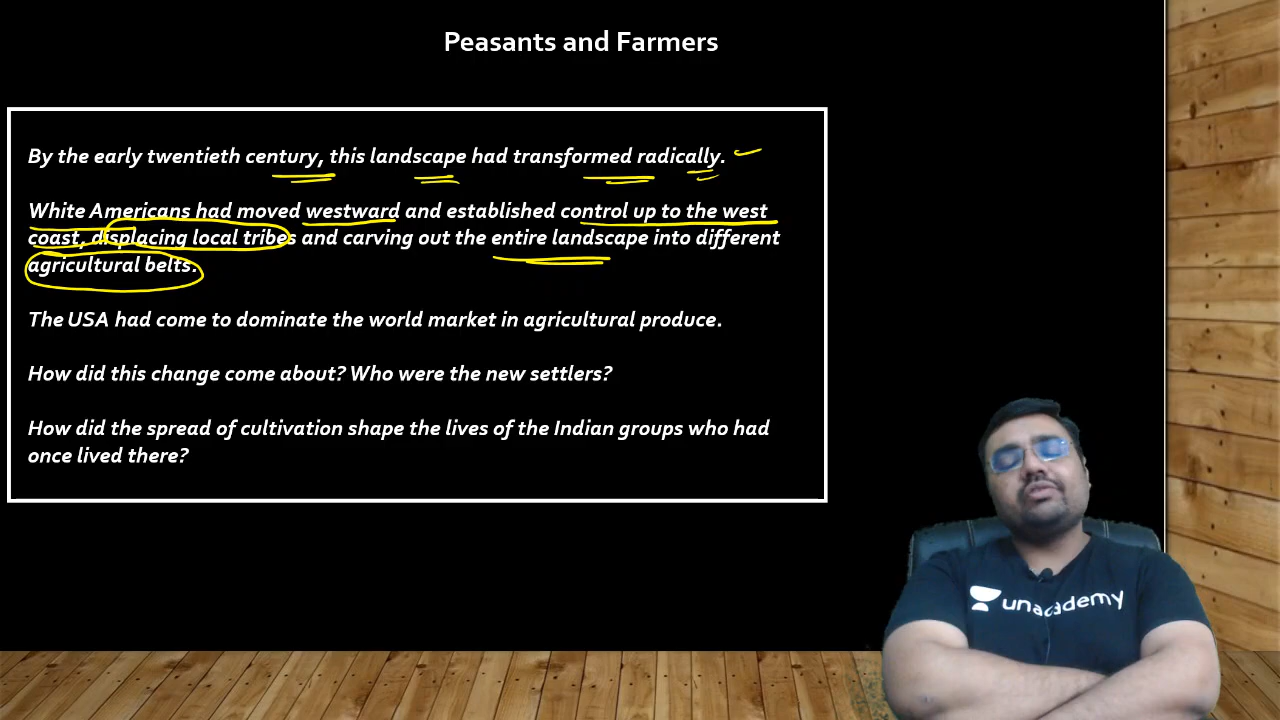 Peasants and Farmers
By the early twentieth century, this landscape had transformed radically.
White Americans had moved westward and established control up to the west
coast, displacing local tribes and carving out the entire landscape into different
agricultural belts.
The USA had come to dominate the world market in agricultural produce.
How did this change come about? Who were the new settlers?
How did the spread of cultivation shape the lives of the Indian groups who had
once lived there?
unacademy